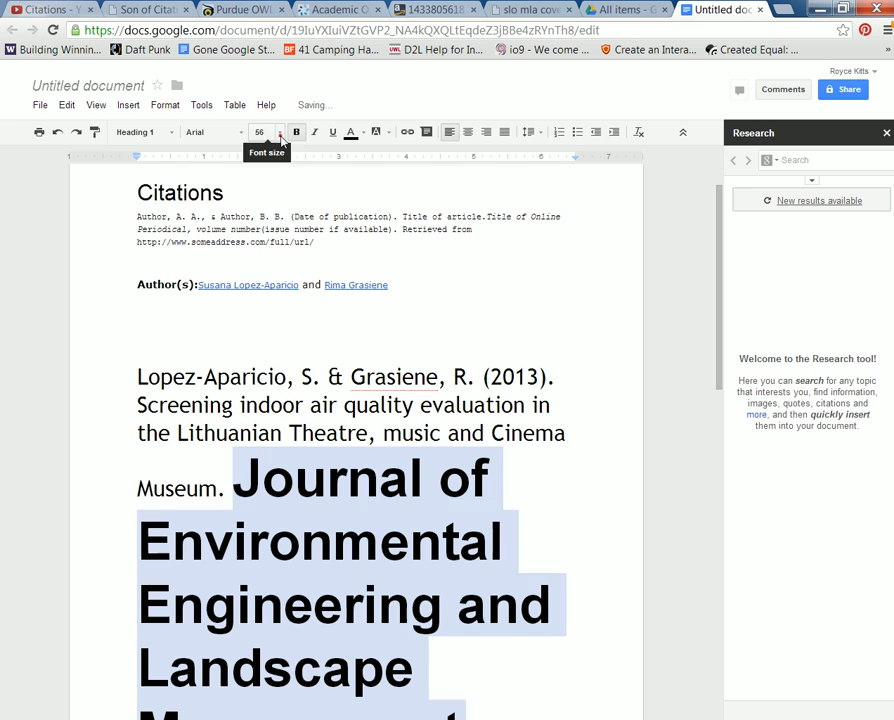 Citations - Y
Son of Citati
Purdue OWL
Academic O
1433805618
slo mla cove
All items - G
Untitled doc
https://docs.google.com/document/d/19IuYXIuiVZtGVP2_NA4kQXQLtEqdeZ3jBBe4zRYnTh8/edit
Building Winnin...
Daft Punk
Gone Google St...
41 Camping Ha...
D2L Help for In...
io9 - We come ...
Create an Intera...
Created Equal: ...
»
Royce Kitts
Untitled document
File Edit View Insert Format Tools Table Help Saving...
Comments
Share
Heading 1 Arial 56 B I U A A
Research
Font size
1 1 3 4 5 6 7
g Search
Citations
New results available
Author, A. A., & Author, B. B. (Date of publication). Title of article.Title of Online
Periodical, volume number(issue number if available). Retrieved from
http://www.someaddress.com/full/url/
Author(s):Susana Lopez-Aparicio and Rima Grasiene
Lopez-Aparicio, S. & Grasiene, R. (2013).
Screening indoor air quality evaluation in
the Lithuanian Theatre, music and Cinema
Museum. Journal of
Environmental
Engineering and
Landscape
Welcome to the Research tool!
Here you can search for any topic
that interests you, find information,
images, quotes, citations and
more, and then quickly insert
them into your document.